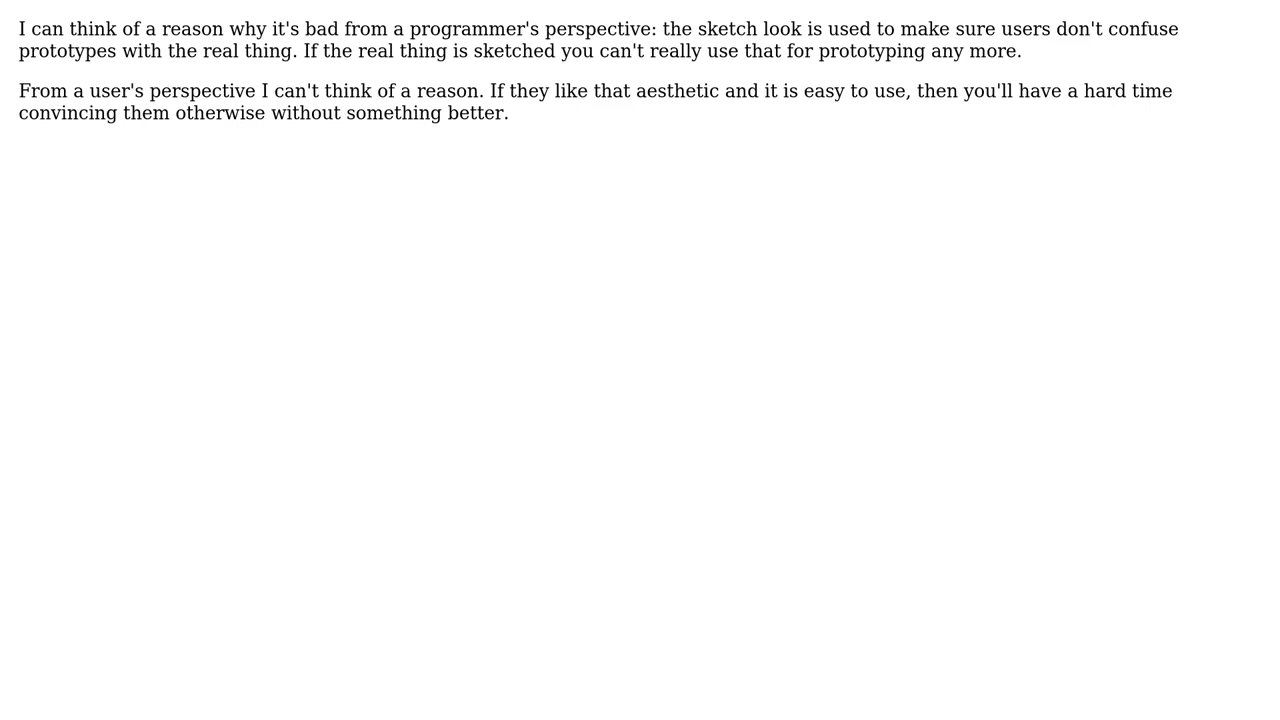 I can think of a reason why it's bad from a programmer's perspective: the sketch look is used to make sure users don't confuse
prototypes with the real thing. If the real thing is sketched you can't really use that for prototyping any more.
From a user's perspective I can't think of a reason. If they like that aesthetic and it is easy to use, then you'll have a hard time
convincing them otherwise without something better.